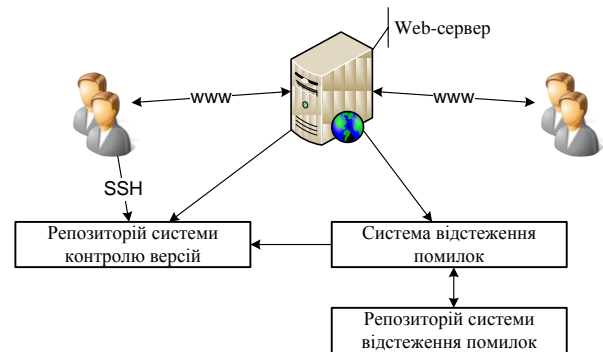 Web-сервер
www
www
SSH
Репозиторій системи
контролю версій
Система відстеження
помилок
Репозиторій системи
відстеження помилок